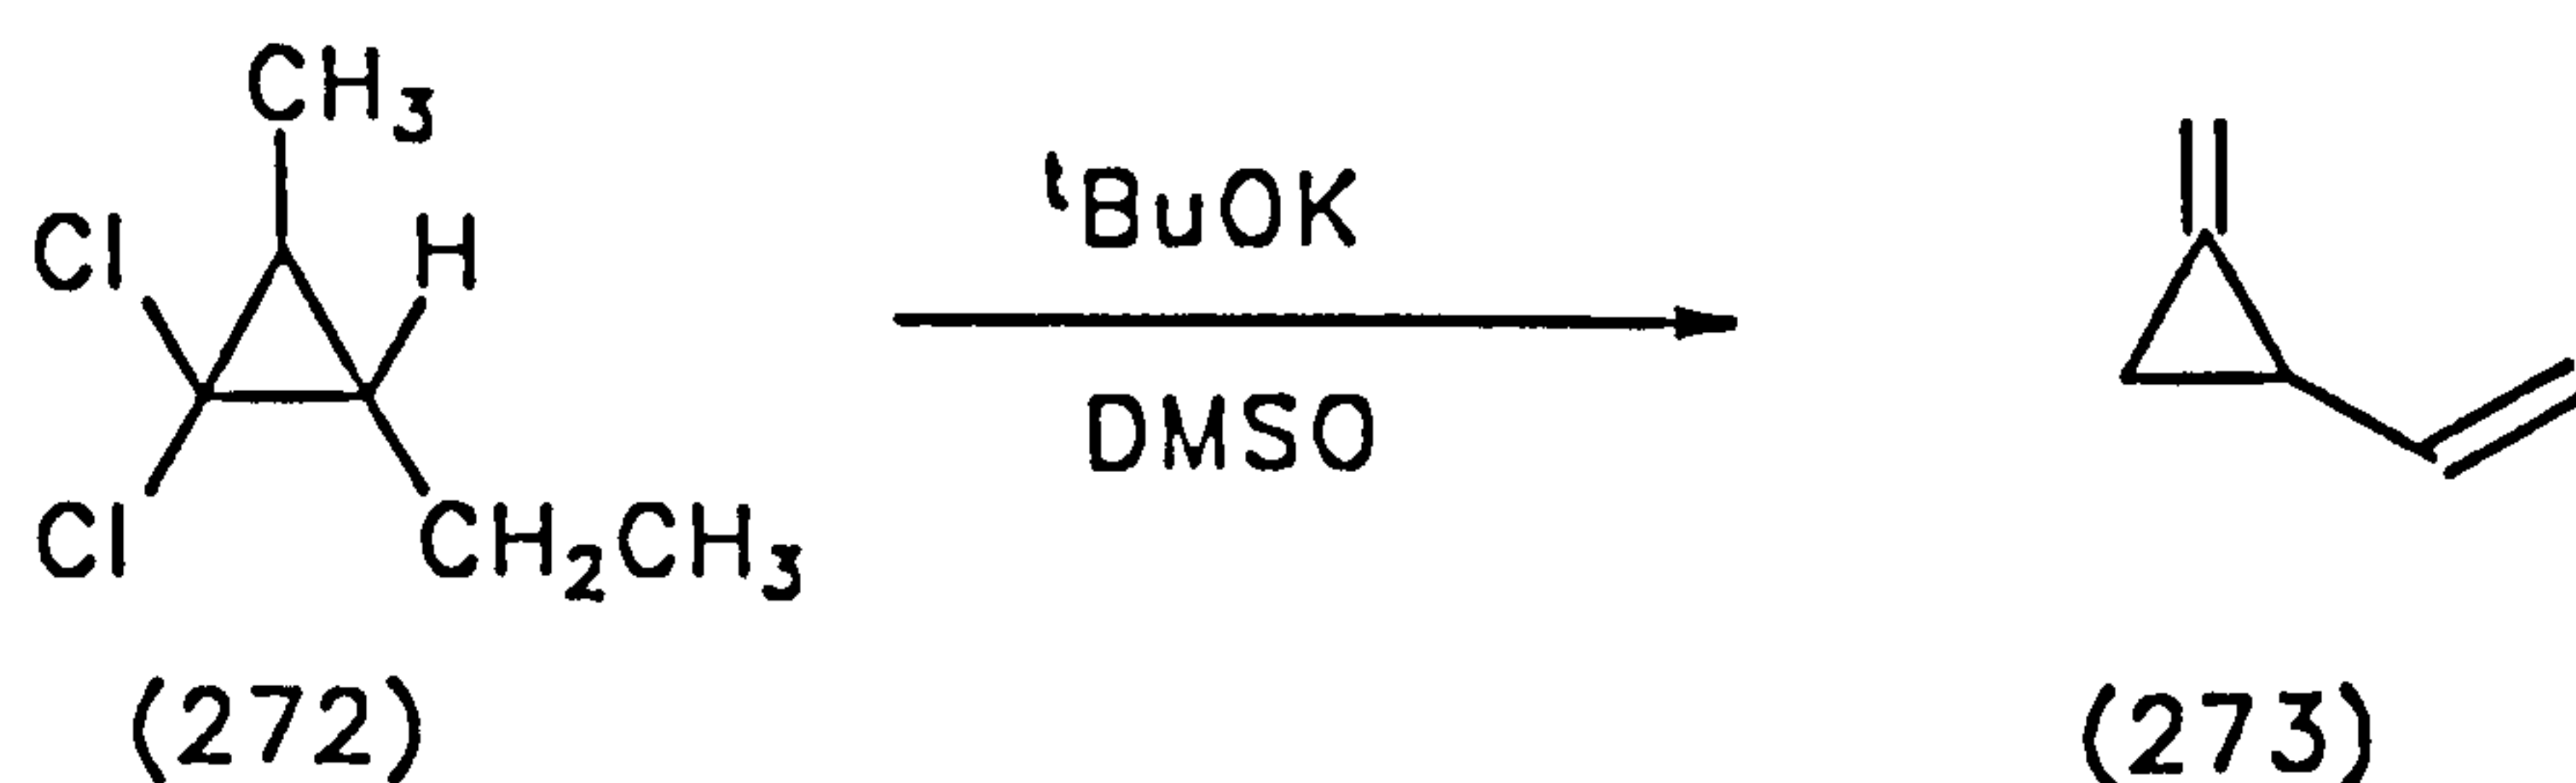 CH₃
Cl H
ᵗBuOK
DMSO
Cl CH₂CH₃
(272) (273)